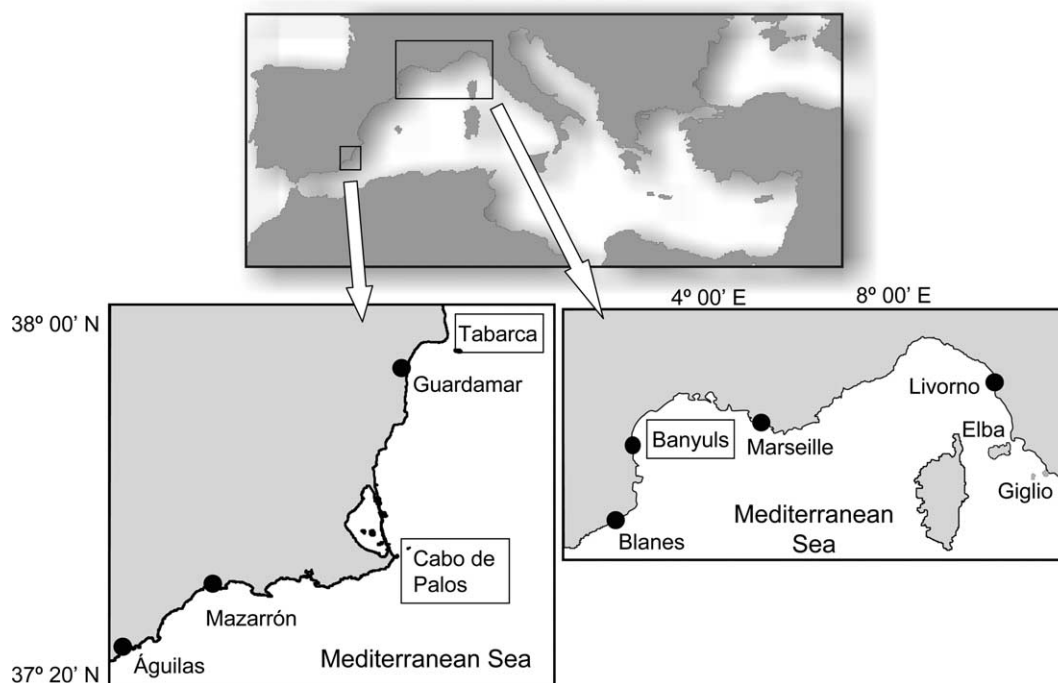 4º 00’ E
8º 00’ E
38º 00’ N
Tabarca
Guardamar
Cabo de
Palos
Mazarrón
Águilas
Mediterranean Sea
37º 20’ N
Livorno
Elba
Banyuls
Marseille
Giglio
Mediterranean
Sea
Blanes